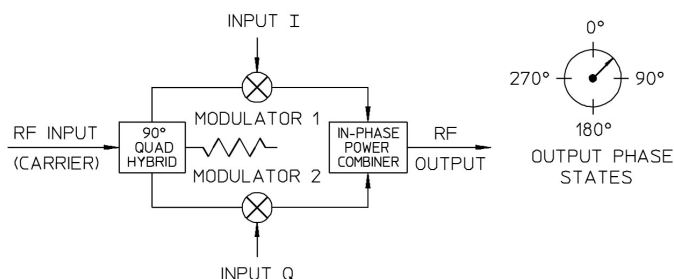 INPUT I
MODULATOR 1
RF INPUT
(CARRIER)
90°
QUAD
HYBRID
MODULATOR 2
IN-PHASE
POWER
COMBINER
RF
OUTPUT
INPUT Q
0°
270°
90°
180°
OUTPUT PHASE
STATES